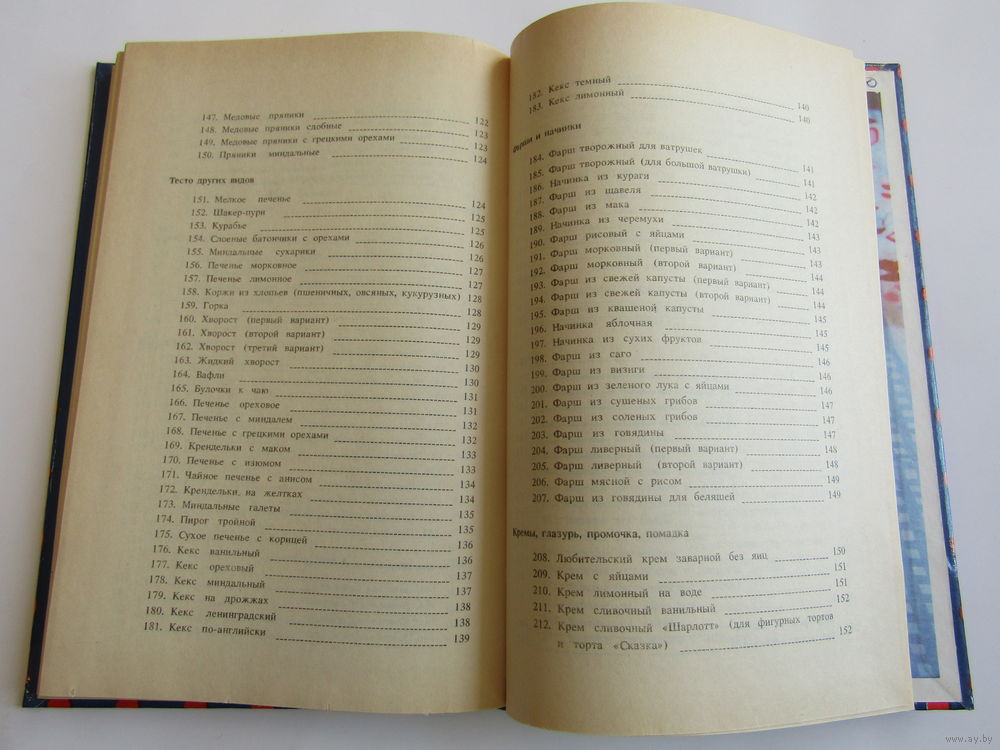 147. Медовые пряники 122
148. Медовые пряники сдобные 123
149. Медовые пряники с грецкими орехами 123
150. Пряники миндальные 124
Тесто других видов
151. Мелкое печенье 124
152. Шакер-пури 125
153. Курабье 125
154. Слоеные батончики с орехами 126
155. Миндальные сухарики 126
156. Печенье морковное 127
157. Печенье лимонное 127
158. Коржи из хлопьев (пшеничных, овсяных, кукурузных) 128
159. Горка 128
160. Хворост (первый вариант) 129
161. Хворост (второй вариант) 129
162. Хворост (третий вариант) 129
163. Жидкий хворост 130
164. Вафли 130
165. Булочки к чаю 131
166. Печенье ореховое 131
167. Печенье с миндалем 132
168. Печенье с грецкими орехами 132
169. Крендельки с маком 133
170. Печенье с изюмом 133
171. Чайное печенье с анисом 134
172. Крендельки на желтках 134
173. Миндальные галеты 135
174. Пирог тройной 135
175. Сухое печенье с корицей 136
176. Кекс ванильный 136
177. Кекс ореховый 137
178. Кекс миндальный 137
179. Кекс на дрожжах 138
180. Кекс ленинградский 138
181. Кекс по-английски 139
182. Кекс темный 140
183. Кекс лимонный 140
Фарши и начинки
184. Фарш творожный для ватрушек 141
185. Фарш творожный (для большой ватрушки) 141
186. Начинка из кураги 142
187. Фарш из щавеля 142
188. Фарш из мака 142
189. Начинка из черемухи 143
190. Фарш рисовый с яйцами 143
191. Фарш морковный (первый вариант) 143
192. Фарш морковный (второй вариант) 144
193. Фарш из свежей капусты (первый вариант) 144
194. Фарш из свежей капусты (второй вариант) 144
195. Фарш из квашеной капусты 145
196. Начинка яблочная 145
197. Начинка из сухих фруктов 145
198. Фарш из саго 146
199. Фарш из визиги 146
200. Фарш из зеленого лука с яйцами 146
201. Фарш из сушеных грибов 147
202. Фарш из соленых грибов 147
203. Фарш из говядины 147
204. Фарш ливерный (первый вариант) 148
205. Фарш ливерный (второй вариант) 148
206. Фарш мясной с рисом 149
207. Фарш из говядины для беляшей 149
Кремы, глазурь, промочка, помадка
208. Любительский крем заварной без яиц 150
209. Крем с яйцами 151
210. Крем лимонный на воде 151
211. Крем сливочный ванильный 152
212. Крем сливочный «Шарлотт» (для фигурных тортов
и торта «Сказка») 152
www.ay.by